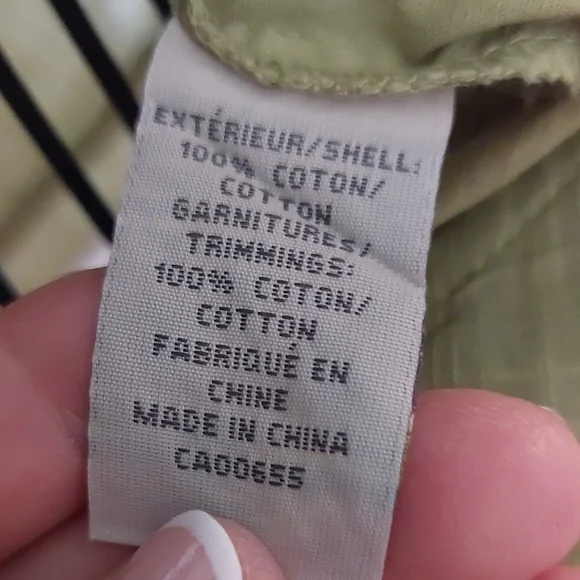 EXTÉRIEUR/SHELL:
100% COTON/
COTTON
GARNITURES/
TRIMMINGS:
100% COTON/
COTTON
FABRIQUÉ EN
CHINE
MADE IN CHINA
CA00655